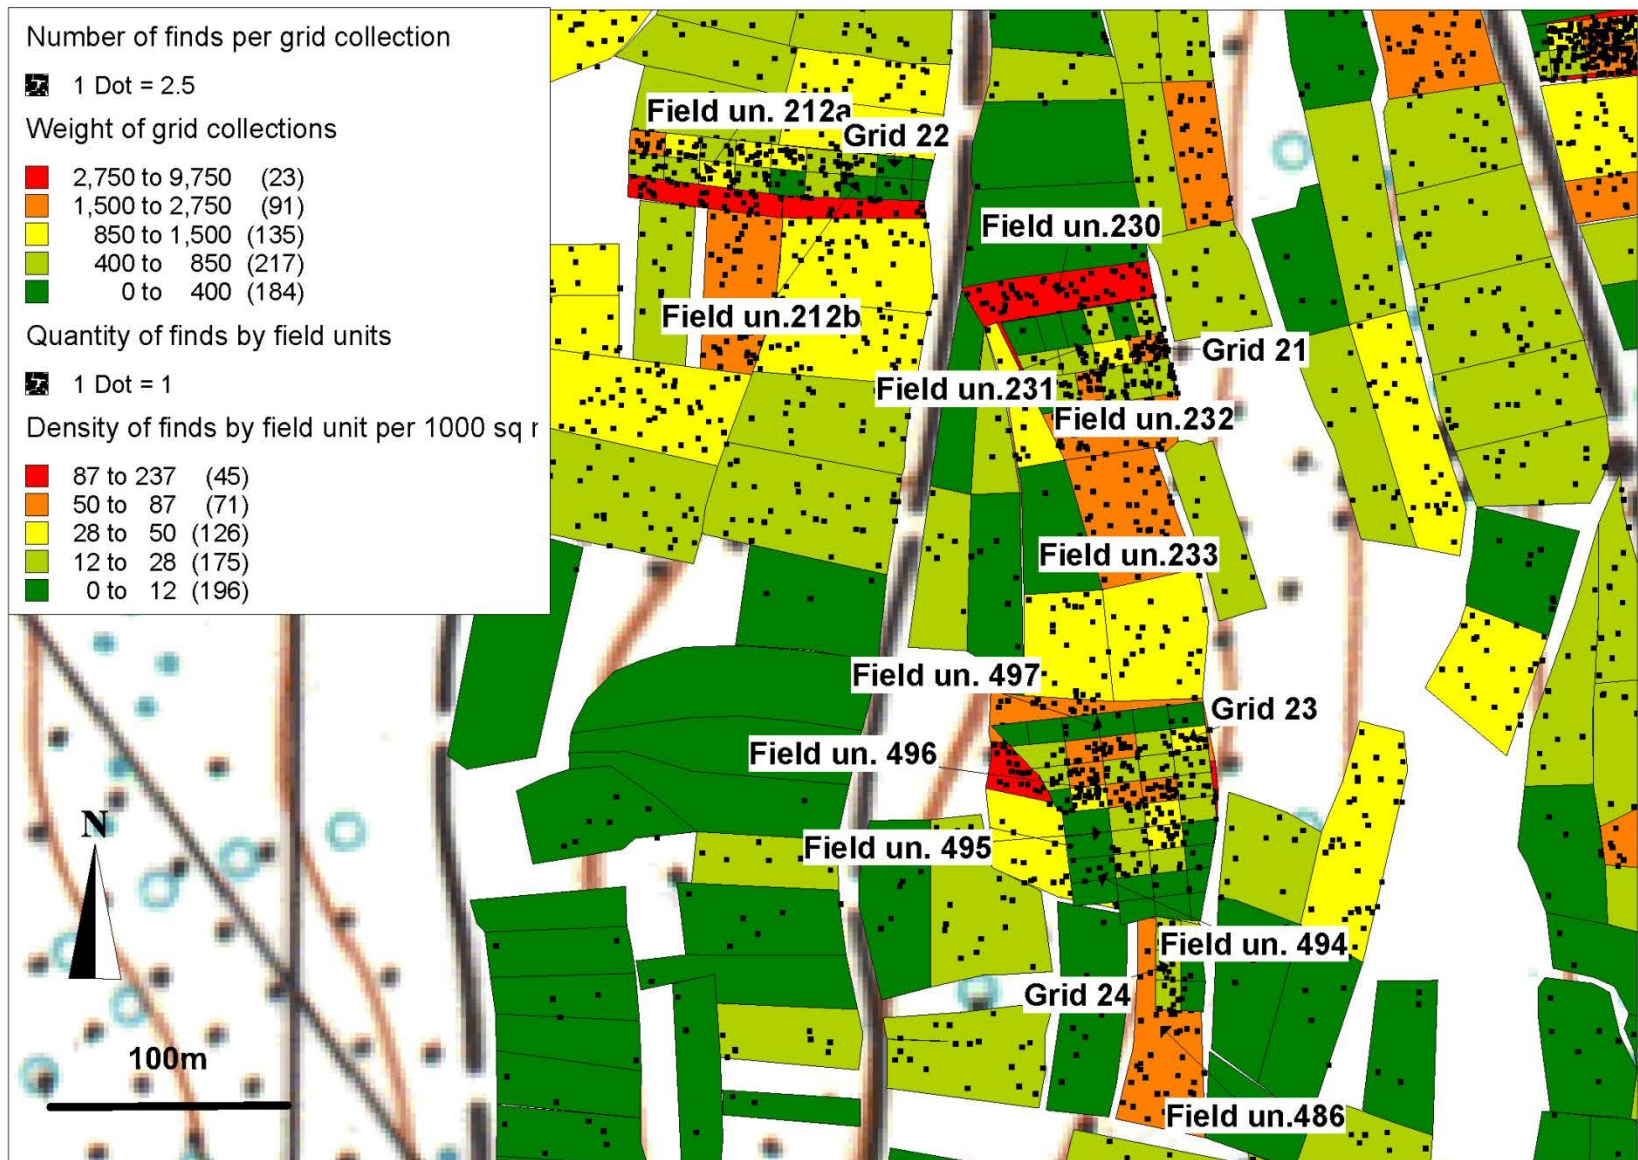 Number of finds per grid collection
1 Dot = 2.5
Weight of grid collections
2,750 to 9,750 (23)
1,500 to 2,750 (91)
850 to 1,500 (135)
400 to 850 (217)
0 to 400 (184)
Quantity of finds by field units
1 Dot = 1
Density of finds by field unit per 1000 sq r
87 to 237 (45)
50 to 87 (71)
28 to 50 (126)
12 to 28 (175)
0 to 12 (196)
Field un. 212a
Grid 22
Field un.230
Field un.212b
Grid 21
Field un.231
Field un.232
Field un.233
Field un. 497
Grid 23
Field un. 496
Field un. 495
Field un. 494
Grid 24
Field un.486
N
100m